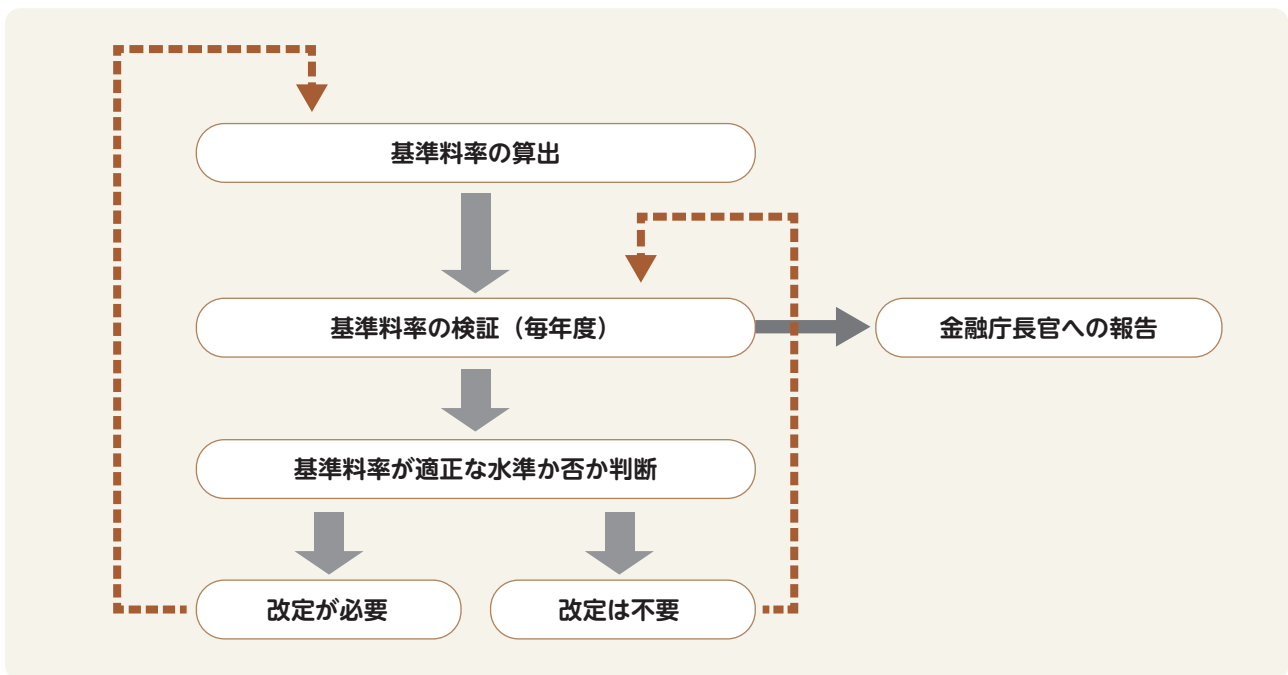 基準料率の算出
基準料率の検証（毎年度）
金融庁長官への報告
基準料率が適正な水準か否か判断
改定が必要
改定は不要